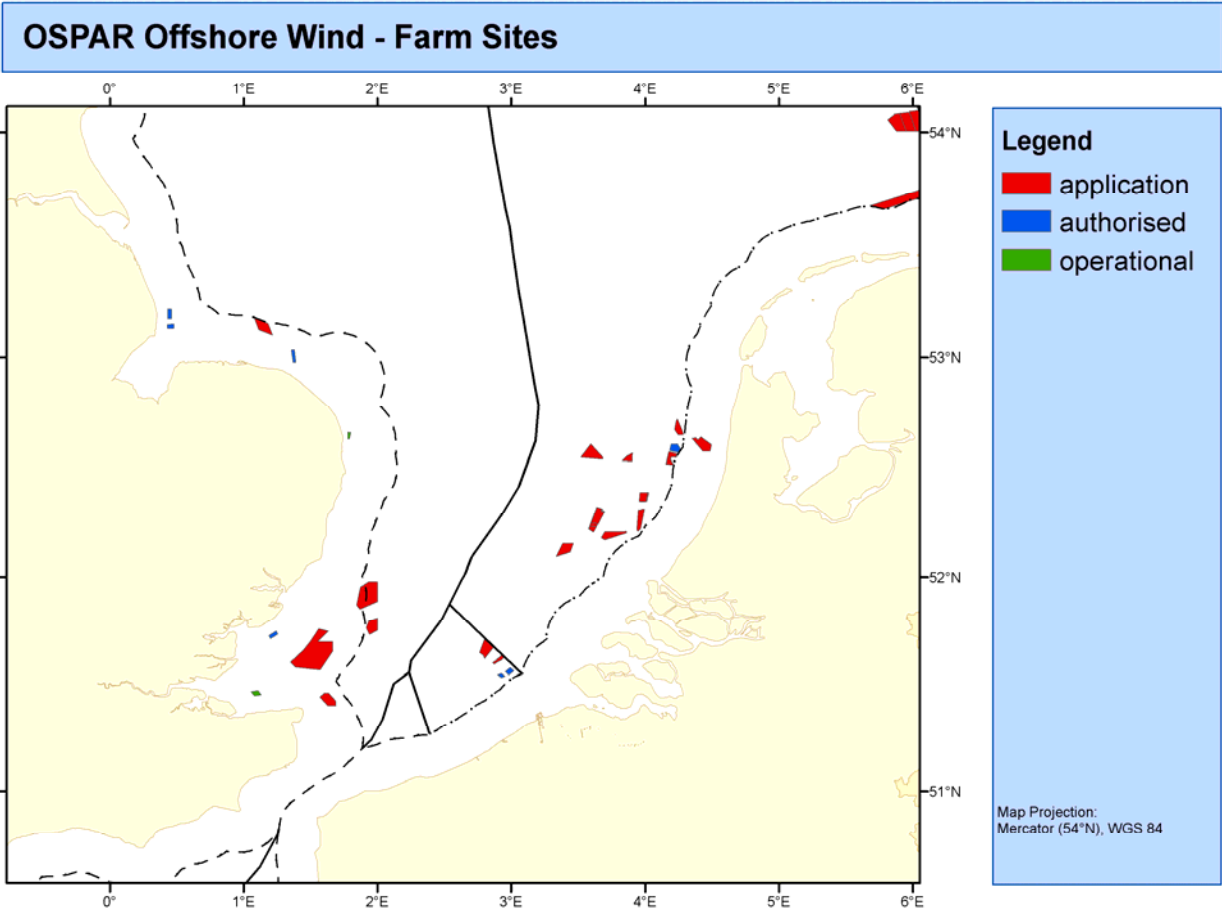 OSPAR Offshore Wind - Farm Sites
0° 1°E 2°E 3°E 4°E 5°E 6°E
54°N
53°N
52°N
51°N
0° 1°E 2°E 3°E 4°E 5°E 6°E
Legend
application
authorised
operational
Map Projection:
Mercator (54°N), WGS 84